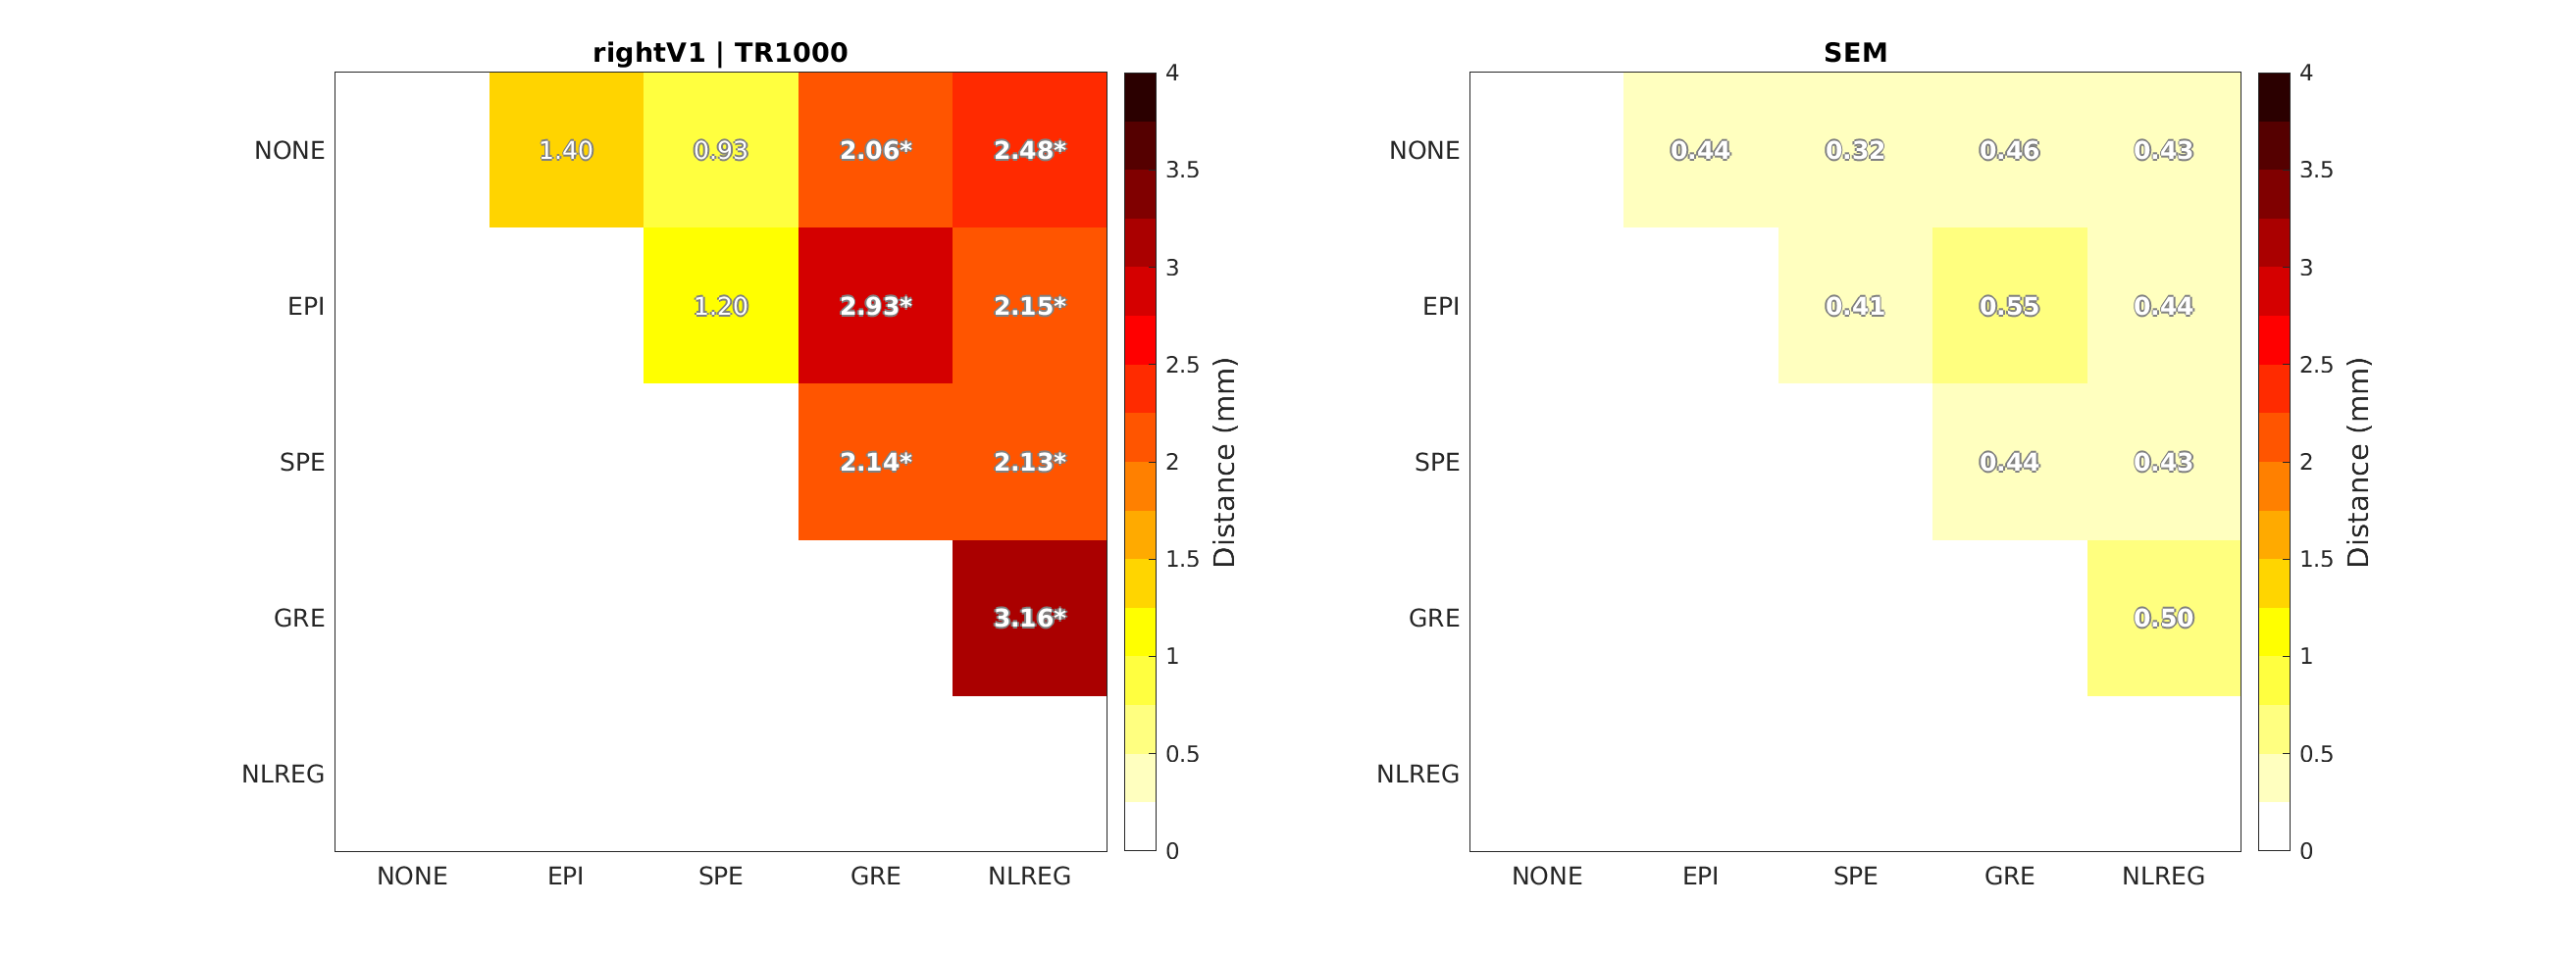 rightV1 | TR1000
NONE 1.40 0.93 2.06* 2.48*
EPI 1.20 2.93* 2.15*
SPE 2.14* 2.13*
GRE 3.16*
NLREG
NONE EPI SPE GRE NLREG
4
3.5
3
2.5
2
1.5
1
0.5
0
Distance (mm)
SEM
NONE 0.44 0.32 0.46 0.43
EPI 0.41 0.55 0.44
SPE 0.44 0.43
GRE 0.50
NLREG
NONE EPI SPE GRE NLREG
4
3.5
3
2.5
2
1.5
1
0.5
0
Distance (mm)